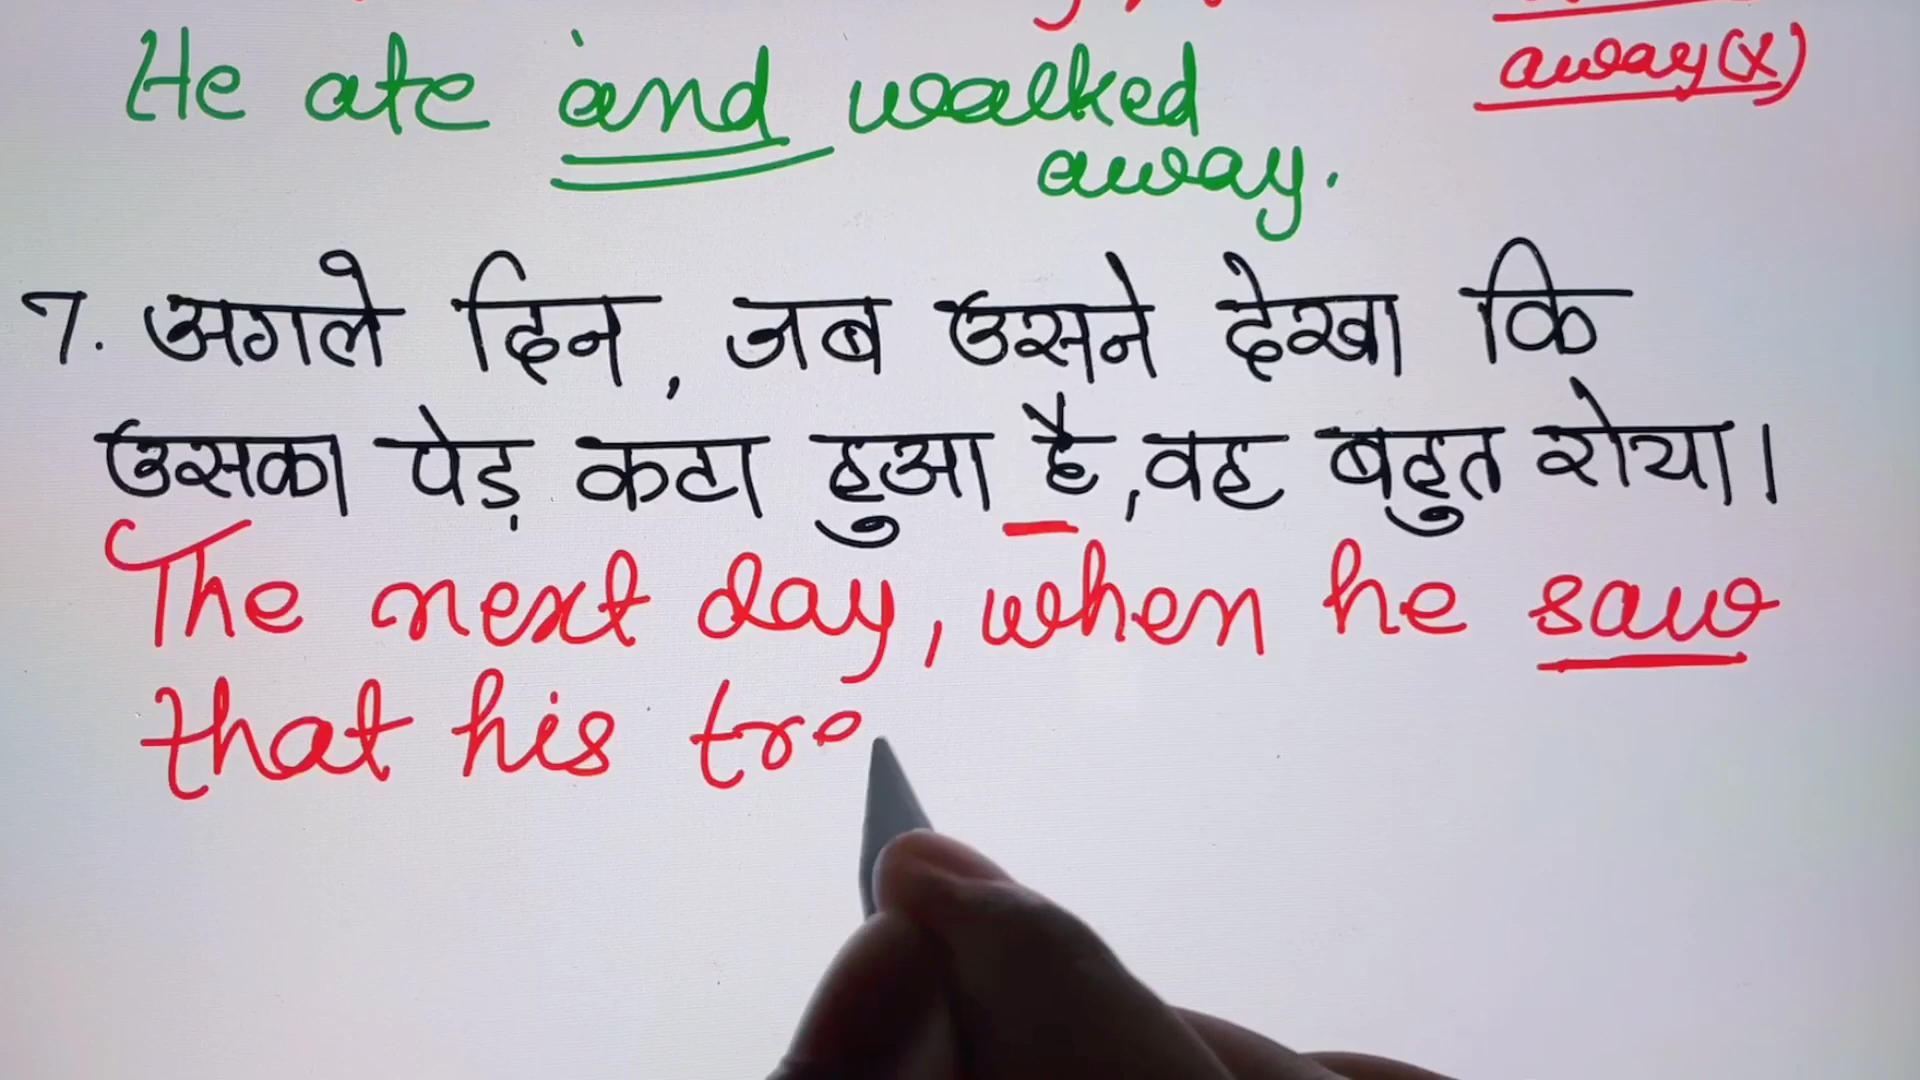 He ate and walked
away.
away(x)
7. अगले दिन, जब उसने देखा कि
उसका पेड़ कटा हुआ है, वह बहुत रोया।
The next day, when he saw
that his tre